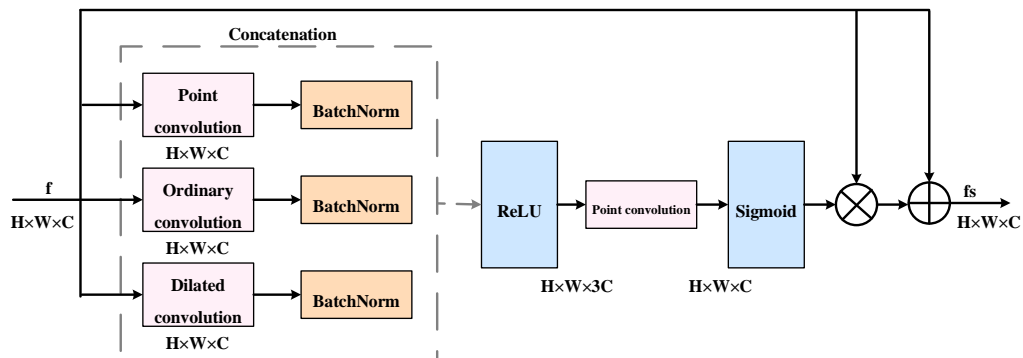 Concatenation
Point
convolution
BatchNorm
H×W×C
f
H×W×C
Ordinary
convolution
BatchNorm
H×W×C
Dilated
convolution
BatchNorm
H×W×C
ReLU
H×W×3C
Point convolution
H×W×C
Sigmoid
fs
H×W×C